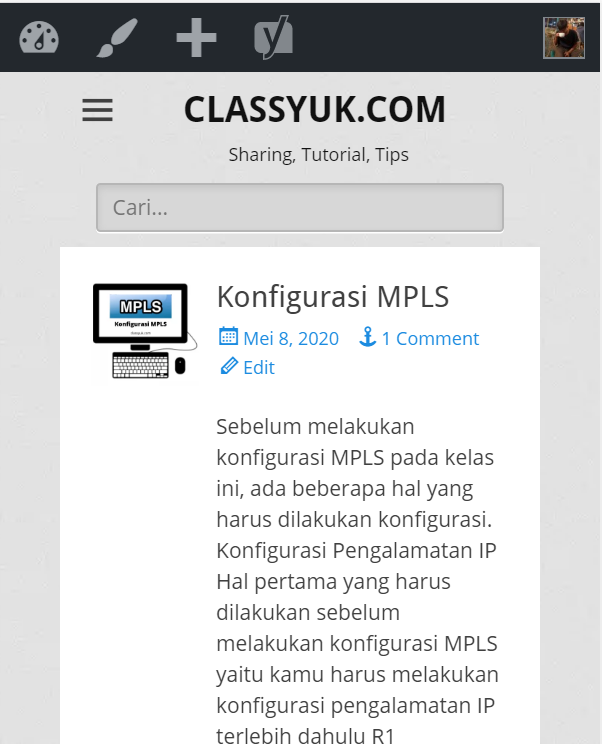 CLASSYUK.COM
Sharing, Tutorial, Tips
Cari...
MPLS
Konfigurasi MPLS
Konfigurasi MPLS
Mei 8, 2020 1 Comment
Edit
Sebelum melakukan
konfigurasi MPLS pada kelas
ini, ada beberapa hal yang
harus dilakukan konfigurasi.
Konfigurasi Pengalamatan IP
Hal pertama yang harus
dilakukan sebelum
melakukan konfigurasi MPLS
yaitu kamu harus melakukan
konfigurasi pengalamatan IP
terlebih dahulu R1